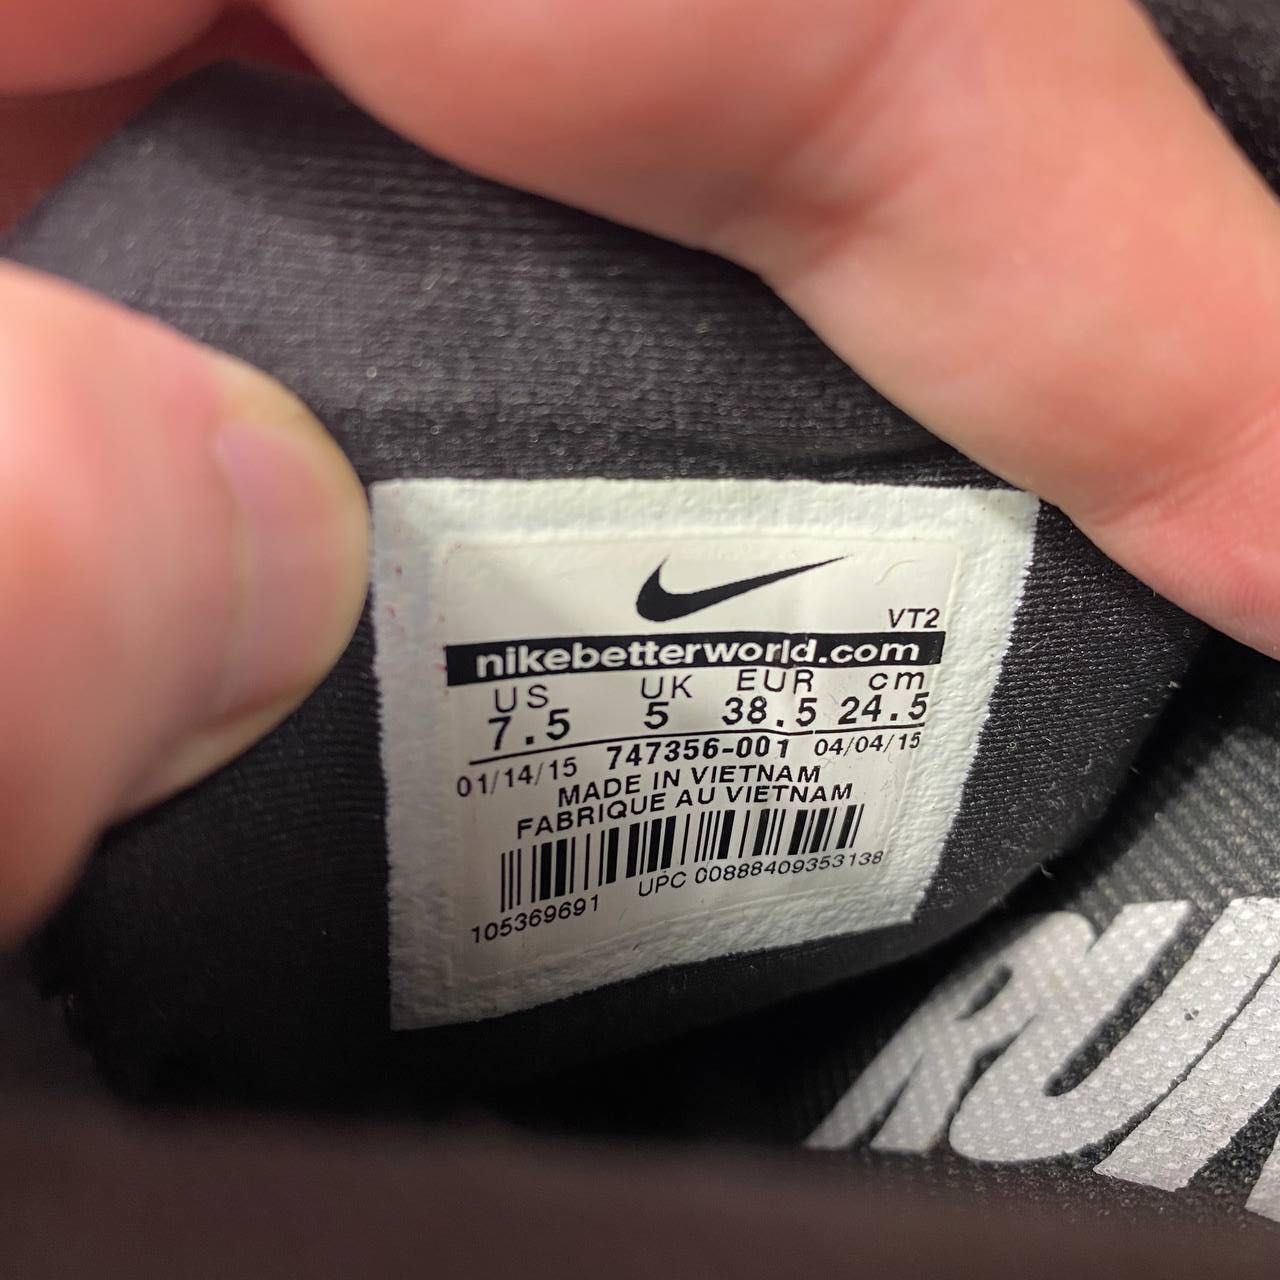 VT2
nikebetterworld.com
US UK EUR cm
7.5 5 38.5 24.5
01/14/15 747356-001 04/04/15
MADE IN VIETNAM
FABRIQUE AU VIETNAM
UPC 00888409353138
105369691
RUN